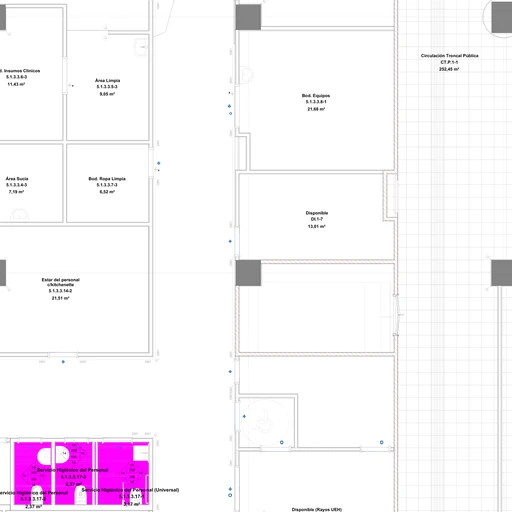 d. Insumos Clínicos
5.1.3.3.6-3
11,43 m²
Área Limpia
5.1.3.3.5-3
9,05 m²
Bod. Equipos
5.1.3.3.8-1
21,68 m²
Circulación Troncal Pública
CT.P.1-1
252,45 m²
Área Sucia
5.1.3.3.4-3
7,19 m²
Bod. Ropa Limpia
5.1.3.3.7-3
6,52 m²
Disponible
DI.1-7
13,01 m²
Estar del personal
c/kitchenette
5.1.3.3.14-2
21,51 m²
Servicio Higiénico del Personal
2,37 m²
ervicio Higiénico del Personal
2,37 m²
Servicio Higiénico del Personal (Universal)
Disponible (Rayos UEH)